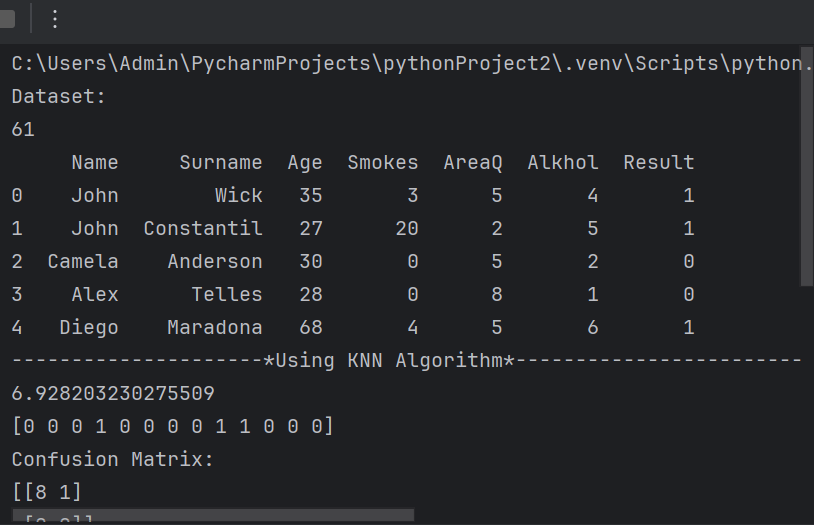 C:\Users\Admin\PycharmProjects\pythonProject2\.venv\Scripts\python.
Dataset:
61
     Name     Surname  Age  Smokes  AreaQ  Alkhol  Result
0    John        Wick   35       3      5       4       1
1    John  Constantil   27      20      2       5       1
2  Camela    Anderson   30       0      5       2       0
3    Alex      Telles   28       0      8       1       0
4   Diego    Maradona   68       4      5       6       1
---------------------*Using KNN Algorithm*------------------------
6.928203230275509
[0 0 0 1 0 0 0 0 1 1 0 0 0]
Confusion Matrix:
[[8 1]